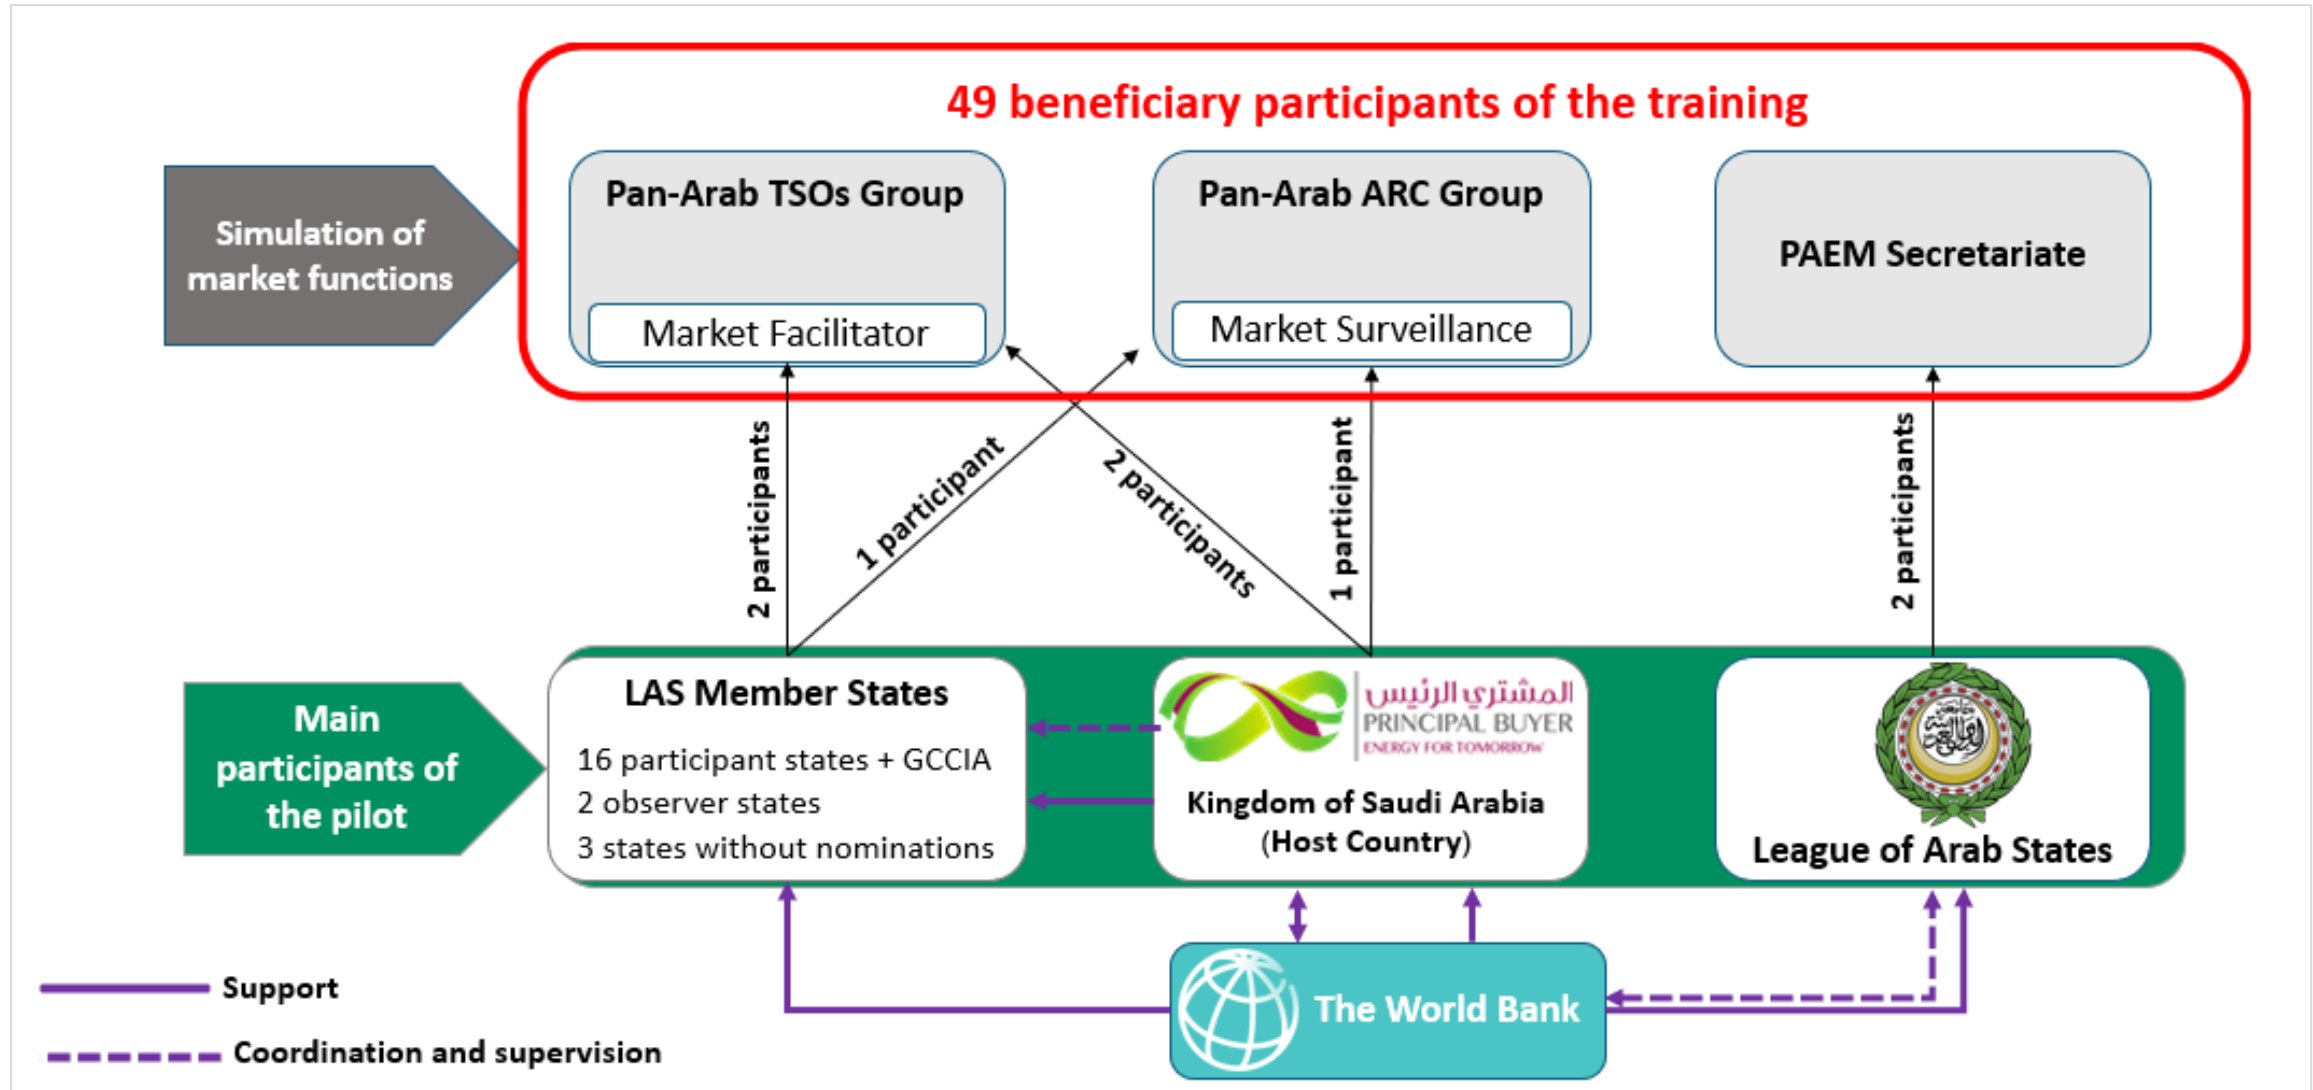 49 beneficiary participants of the training
Simulation of
market functions
Pan-Arab TSOs Group
Market Facilitator
Pan-Arab ARC Group
Market Surveillance
PAEM Secretariate
2 participants
1 participant
2 participants
1 participant
2 participants
Main
participants of
the pilot
LAS Member States
16 participant states + GCCIA
2 observer states
3 states without nominations
المشتري الرئيس
PRINCIPAL BUYER
ENERGY FOR TOMORROW
Kingdom of Saudi Arabia
(Host Country)
League of Arab States
Support
Coordination and supervision
The World Bank